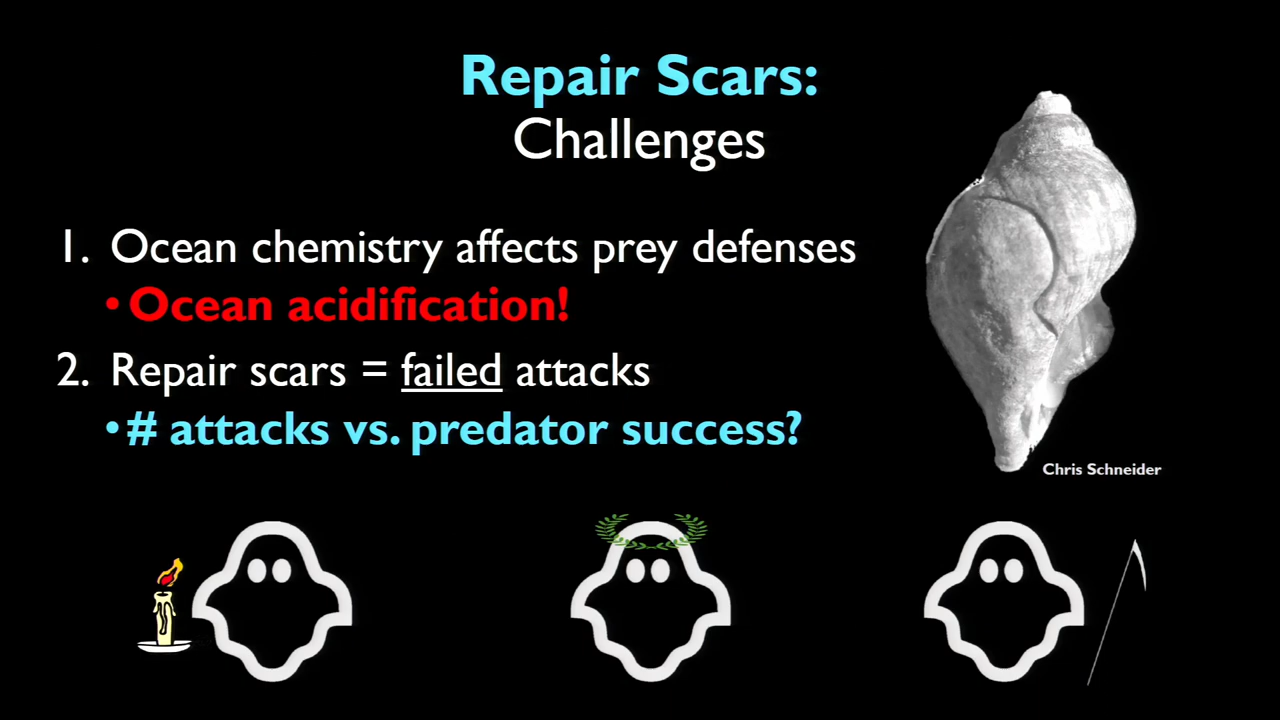 Repair Scars:
Challenges
1. Ocean chemistry affects prey defenses
• Ocean acidification!
2. Repair scars = failed attacks
• # attacks vs. predator success?
Chris Schneider